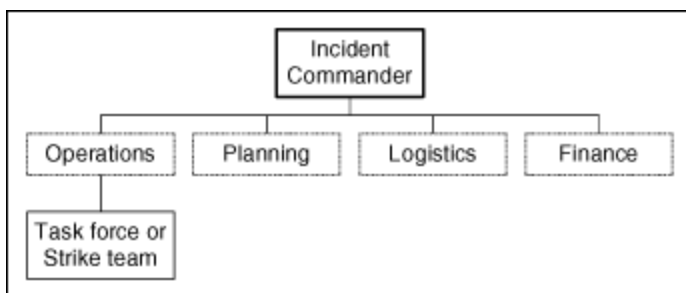 Incident
Commander
Operations
Planning
Logistics
Finance
Task force or
Strike team